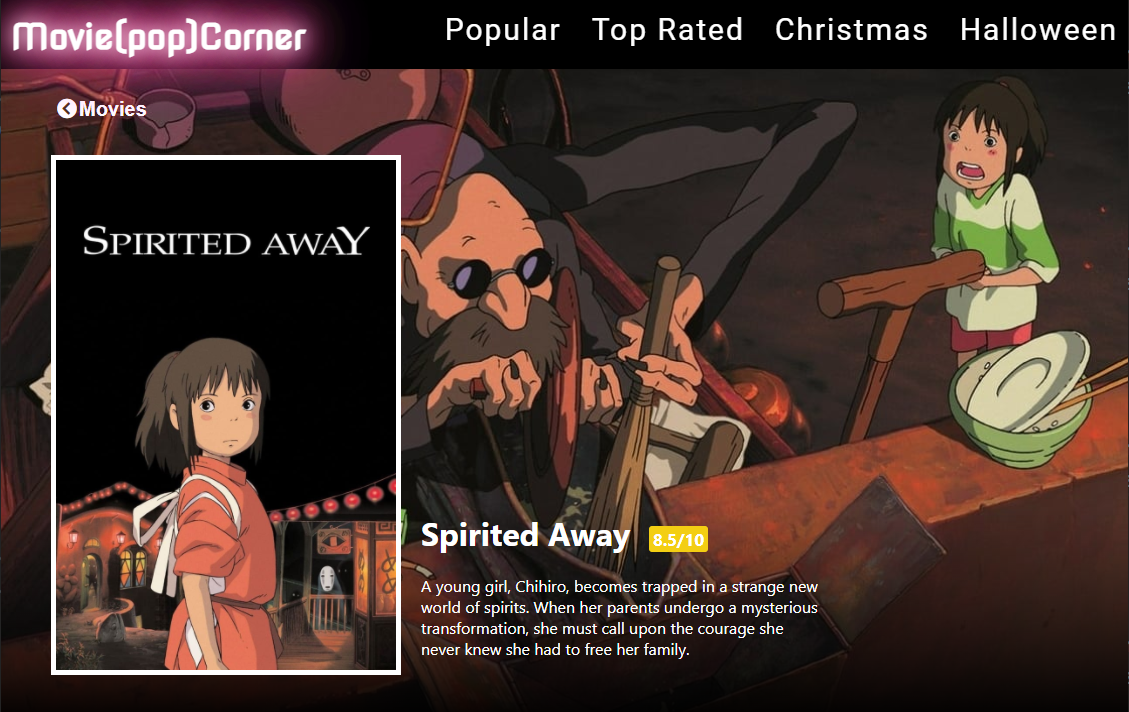 Movie(pop)Corner
Popular Top Rated Christmas Halloween
Movies
SPIRITED AWAY
Spirited Away 8.5/10
A young girl, Chihiro, becomes trapped in a strange new
world of spirits. When her parents undergo a mysterious
transformation, she must call upon the courage she
never knew she had to free her family.